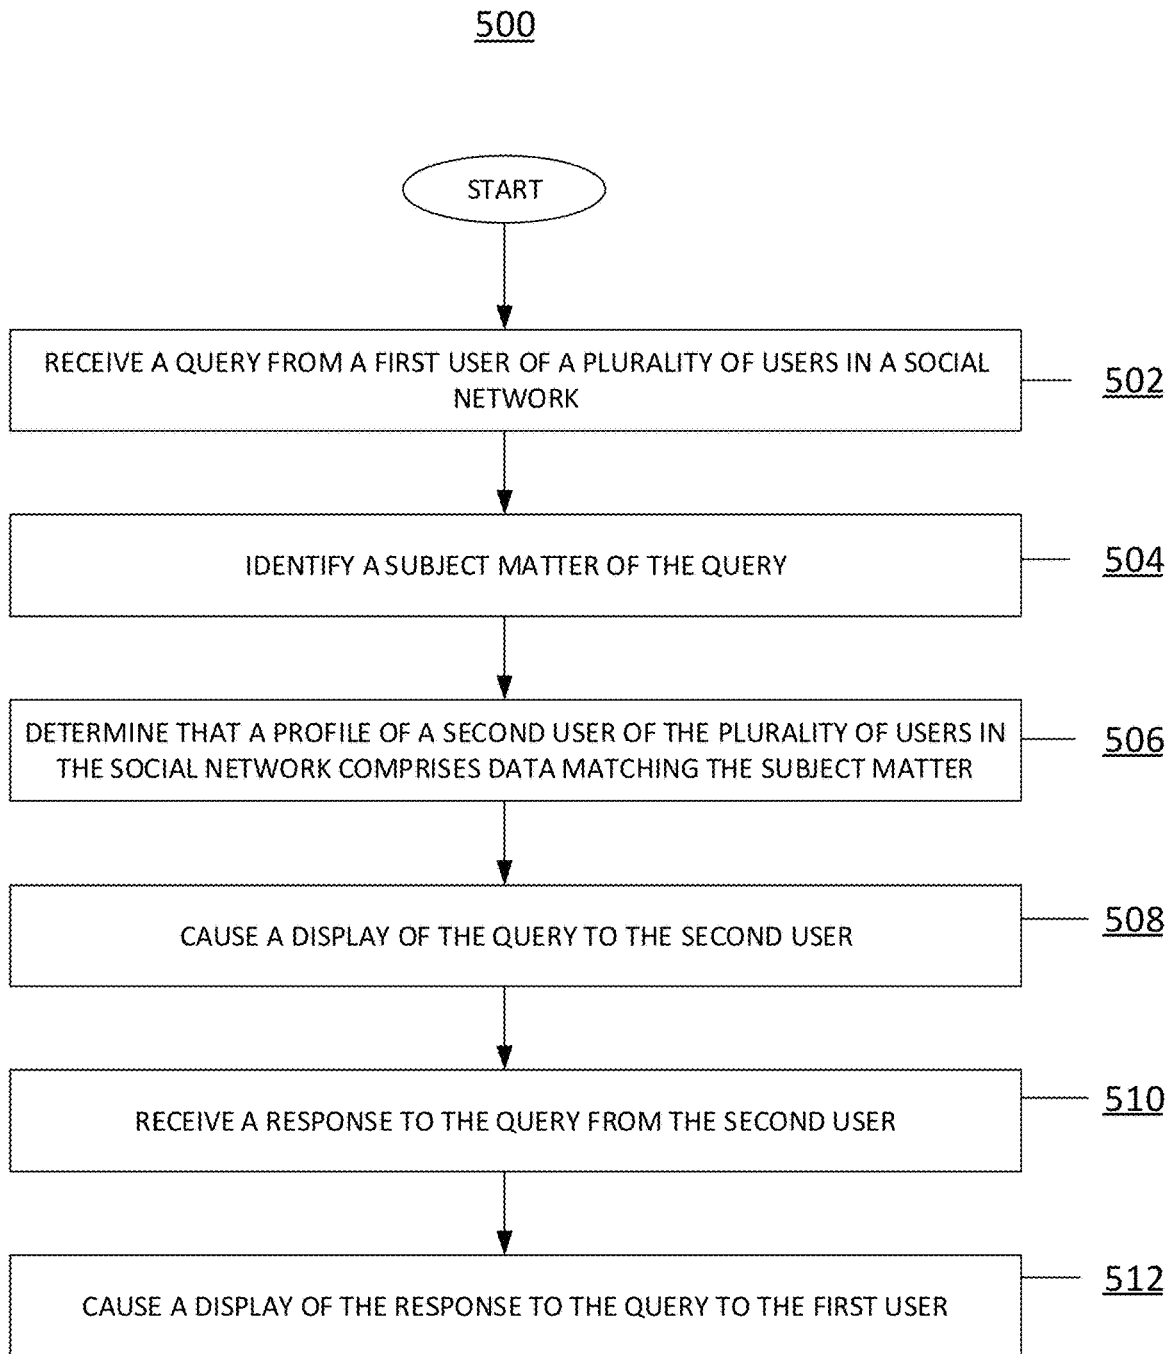 500
START
RECEIVE A QUERY FROM A FIRST USER OF A PLURALITY OF USERS IN A SOCIAL
NETWORK
502
IDENTIFY A SUBJECT MATTER OF THE QUERY
504
DETERMINE THAT A PROFILE OF A SECOND USER OF THE PLURALITY OF USERS IN
THE SOCIAL NETWORK COMPRISES DATA MATCHING THE SUBJECT MATTER
506
CAUSE A DISPLAY OF THE QUERY TO THE SECOND USER
508
RECEIVE A RESPONSE TO THE QUERY FROM THE SECOND USER
510
CAUSE A DISPLAY OF THE RESPONSE TO THE QUERY TO THE FIRST USER
512